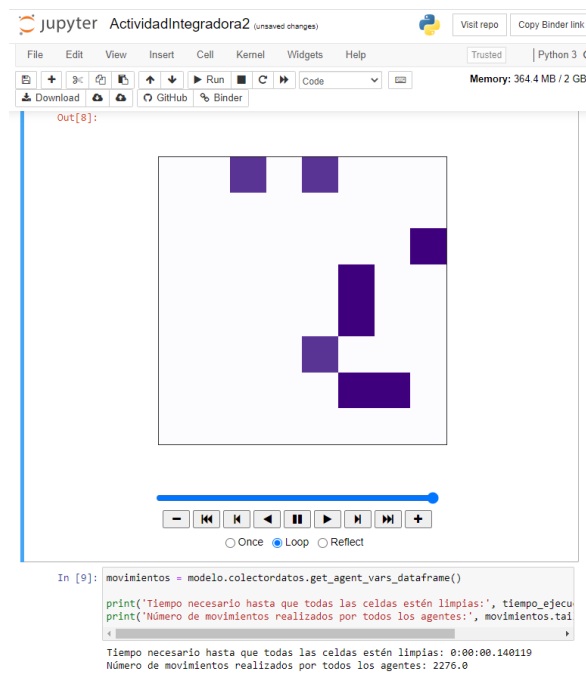 jupyter ActividadIntegradora2 (unsaved changes)
Visit repo
Copy Binder link
File Edit View Insert Cell Kernel Widgets Help
Trusted
Python 3
Run
Code
Memory: 364.4 MB / 2 GB
Download
GitHub
Binder
Out[8]:
Once Loop Reflect
In [9]: movimientos = modelo.colectordatos.get_agent_vars_dataframe()
print('Tiempo necesario hasta que todas las celdas estén limpias:', tiempo_ejecu
print('Número de movimientos realizados por todos los agentes:', movimientos.tai
Tiempo necesario hasta que todas las celdas estén limpias: 0:00:00.140119
Número de movimientos realizados por todos los agentes: 2276.0